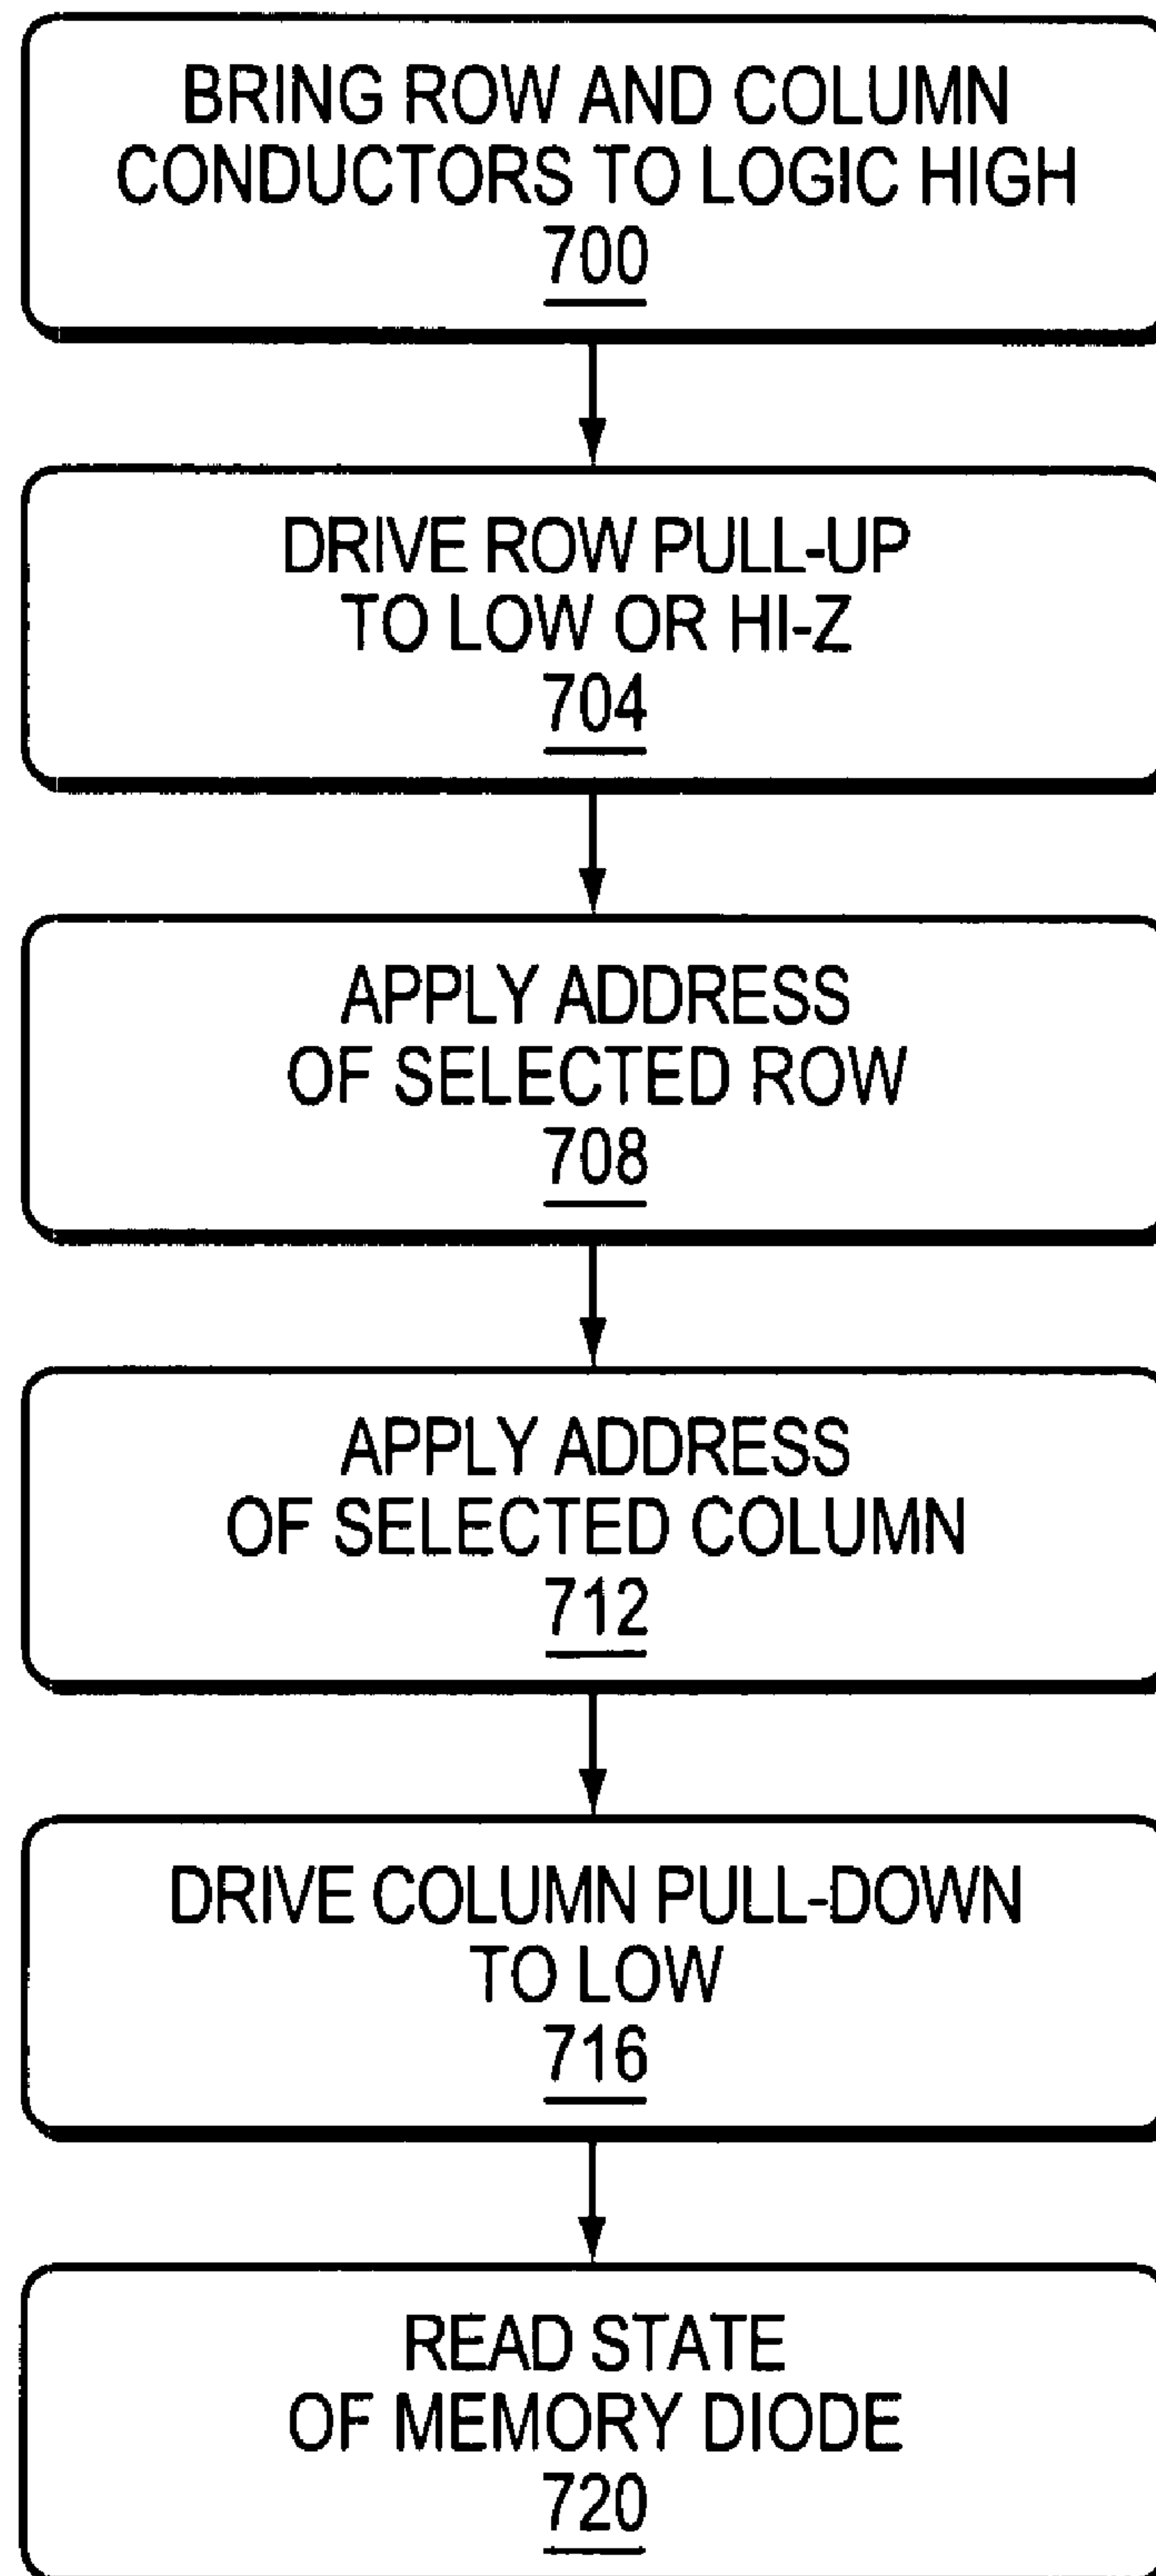 BRING ROW AND COLUMN
CONDUCTORS TO LOGIC HIGH
700
DRIVE ROW PULL-UP
TO LOW OR HI-Z
704
APPLY ADDRESS
OF SELECTED ROW
708
APPLY ADDRESS
OF SELECTED COLUMN
712
DRIVE COLUMN PULL-DOWN
TO LOW
716
READ STATE
OF MEMORY DIODE
720